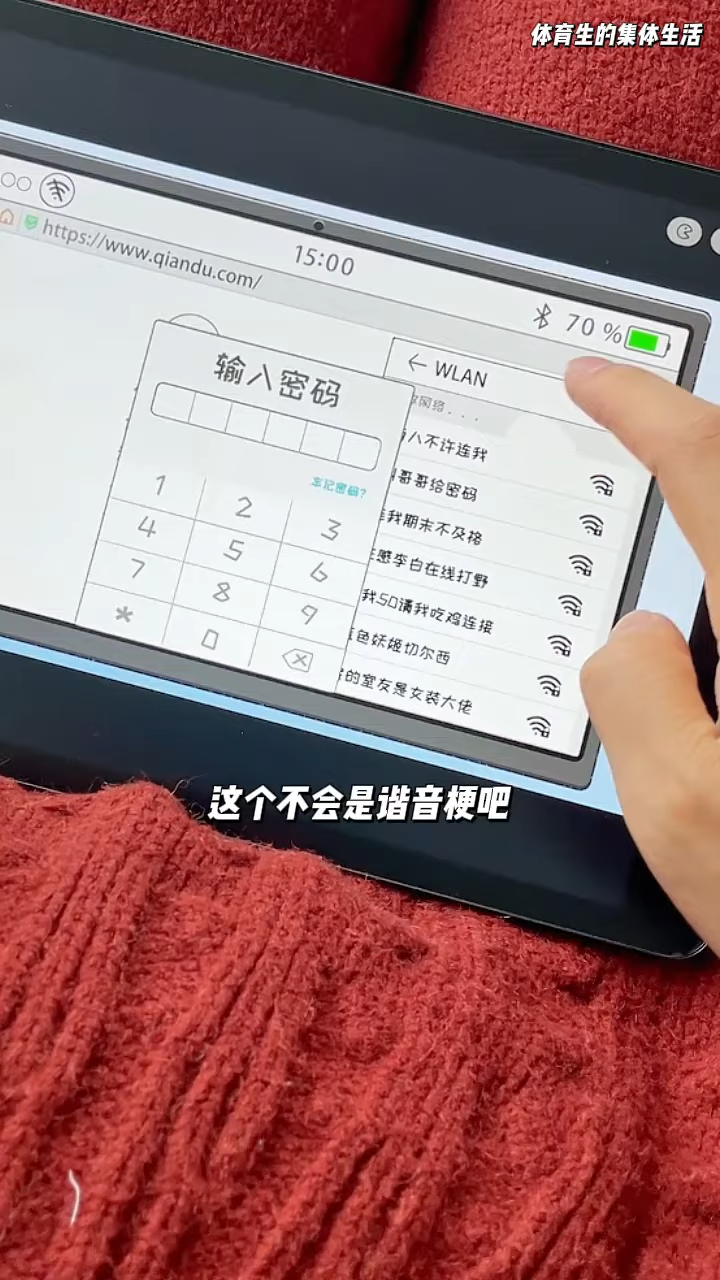 体育生的集体生活
15:00
70%
https://www.qiandu.com/
← WLAN
网络...
输入密码
忘记密码?
1 2 3
4 5 6
7 8 9
* 0
八不许连我
哥哥给密码
我期末不及格
感李白在线打野
我50请我吃鸡连接
色妖姬切尔西
的室友是女装大佬
这个不会是谐音梗吧